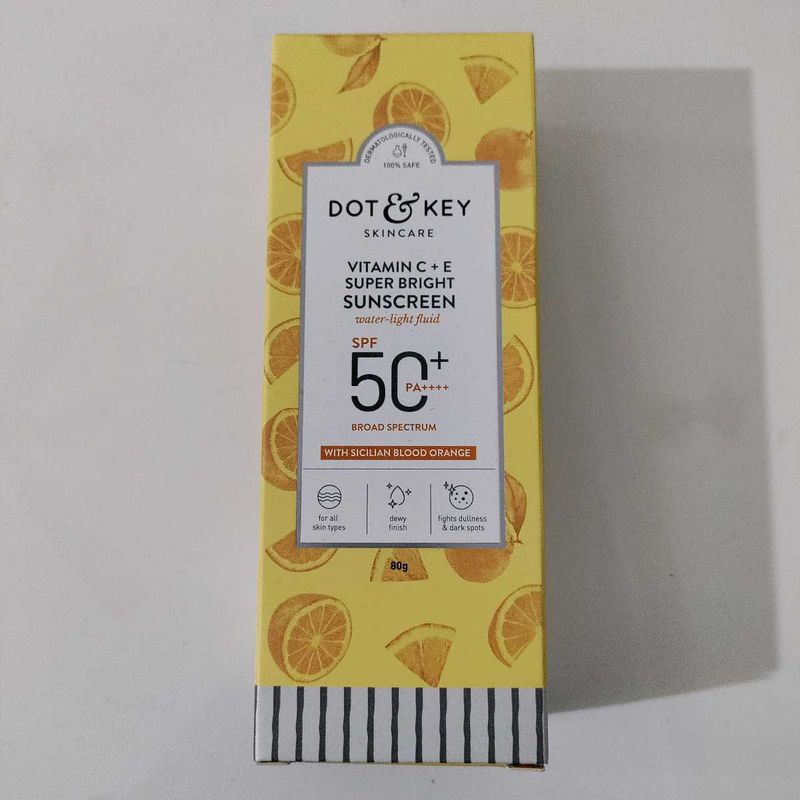 DERMATOLOGICALLY TESTED
100% SAFE
DOT & KEY
SKINCARE
VITAMIN C + E
SUPER BRIGHT
SUNSCREEN
water-light fluid
SPF
50+
PA++++
BROAD SPECTRUM
WITH SICILIAN BLOOD ORANGE
for all
skin types
dewy
finish
fights dullness
& dark spots
80g